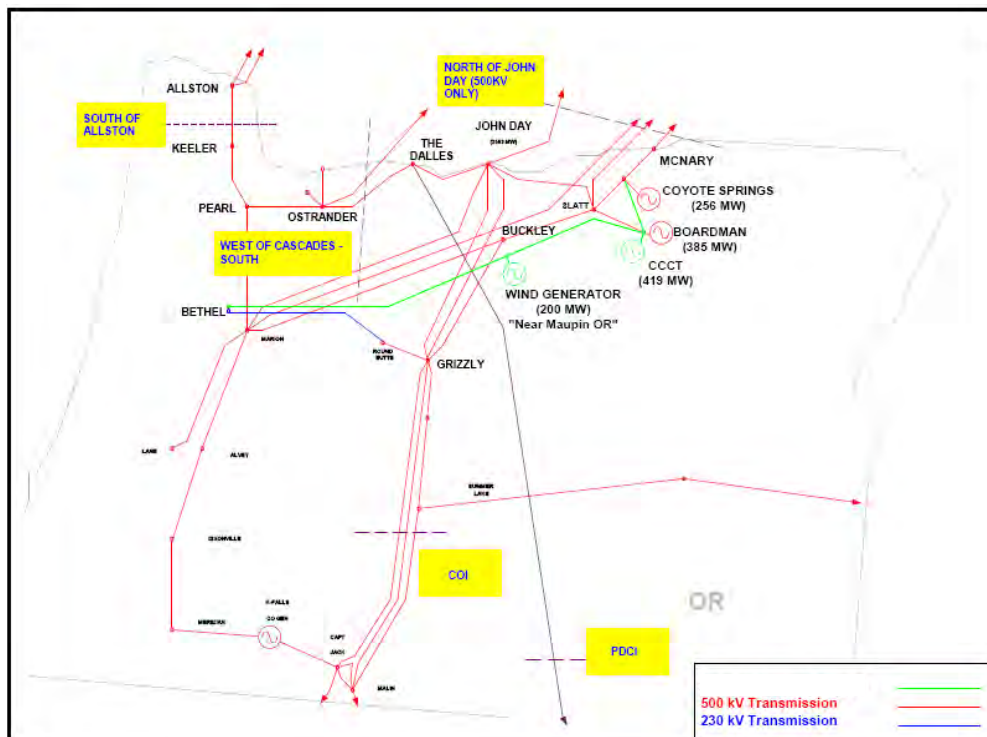 ALLSTON
SOUTH OF
ALLSTON
KEELER
PEARL
OSTRANDER
NORTH OF JOHN
DAY (500KV
ONLY)
JOHN DAY
THE
DALLES
MCNARY
COYOTE SPRINGS
(256 MW)
SLATT
BOARDMAN
(385 MW)
CCCT
(419 MW)
BUCKLEY
WEST OF CASCADES -
SOUTH
WIND GENERATOR
(200 MW)
"Near Maupin OR"
BETHEL
MARION
ROUND
BUTTE
GRIZZLY
LANE
ALVEY
SUMMER
LAKE
DIXONVILLE
COI
OR
K-FALLS
CO GEN
MERIDIAN
CAPT
JACK
MALIN
PDCI
500 kV Transmission
230 kV Transmission